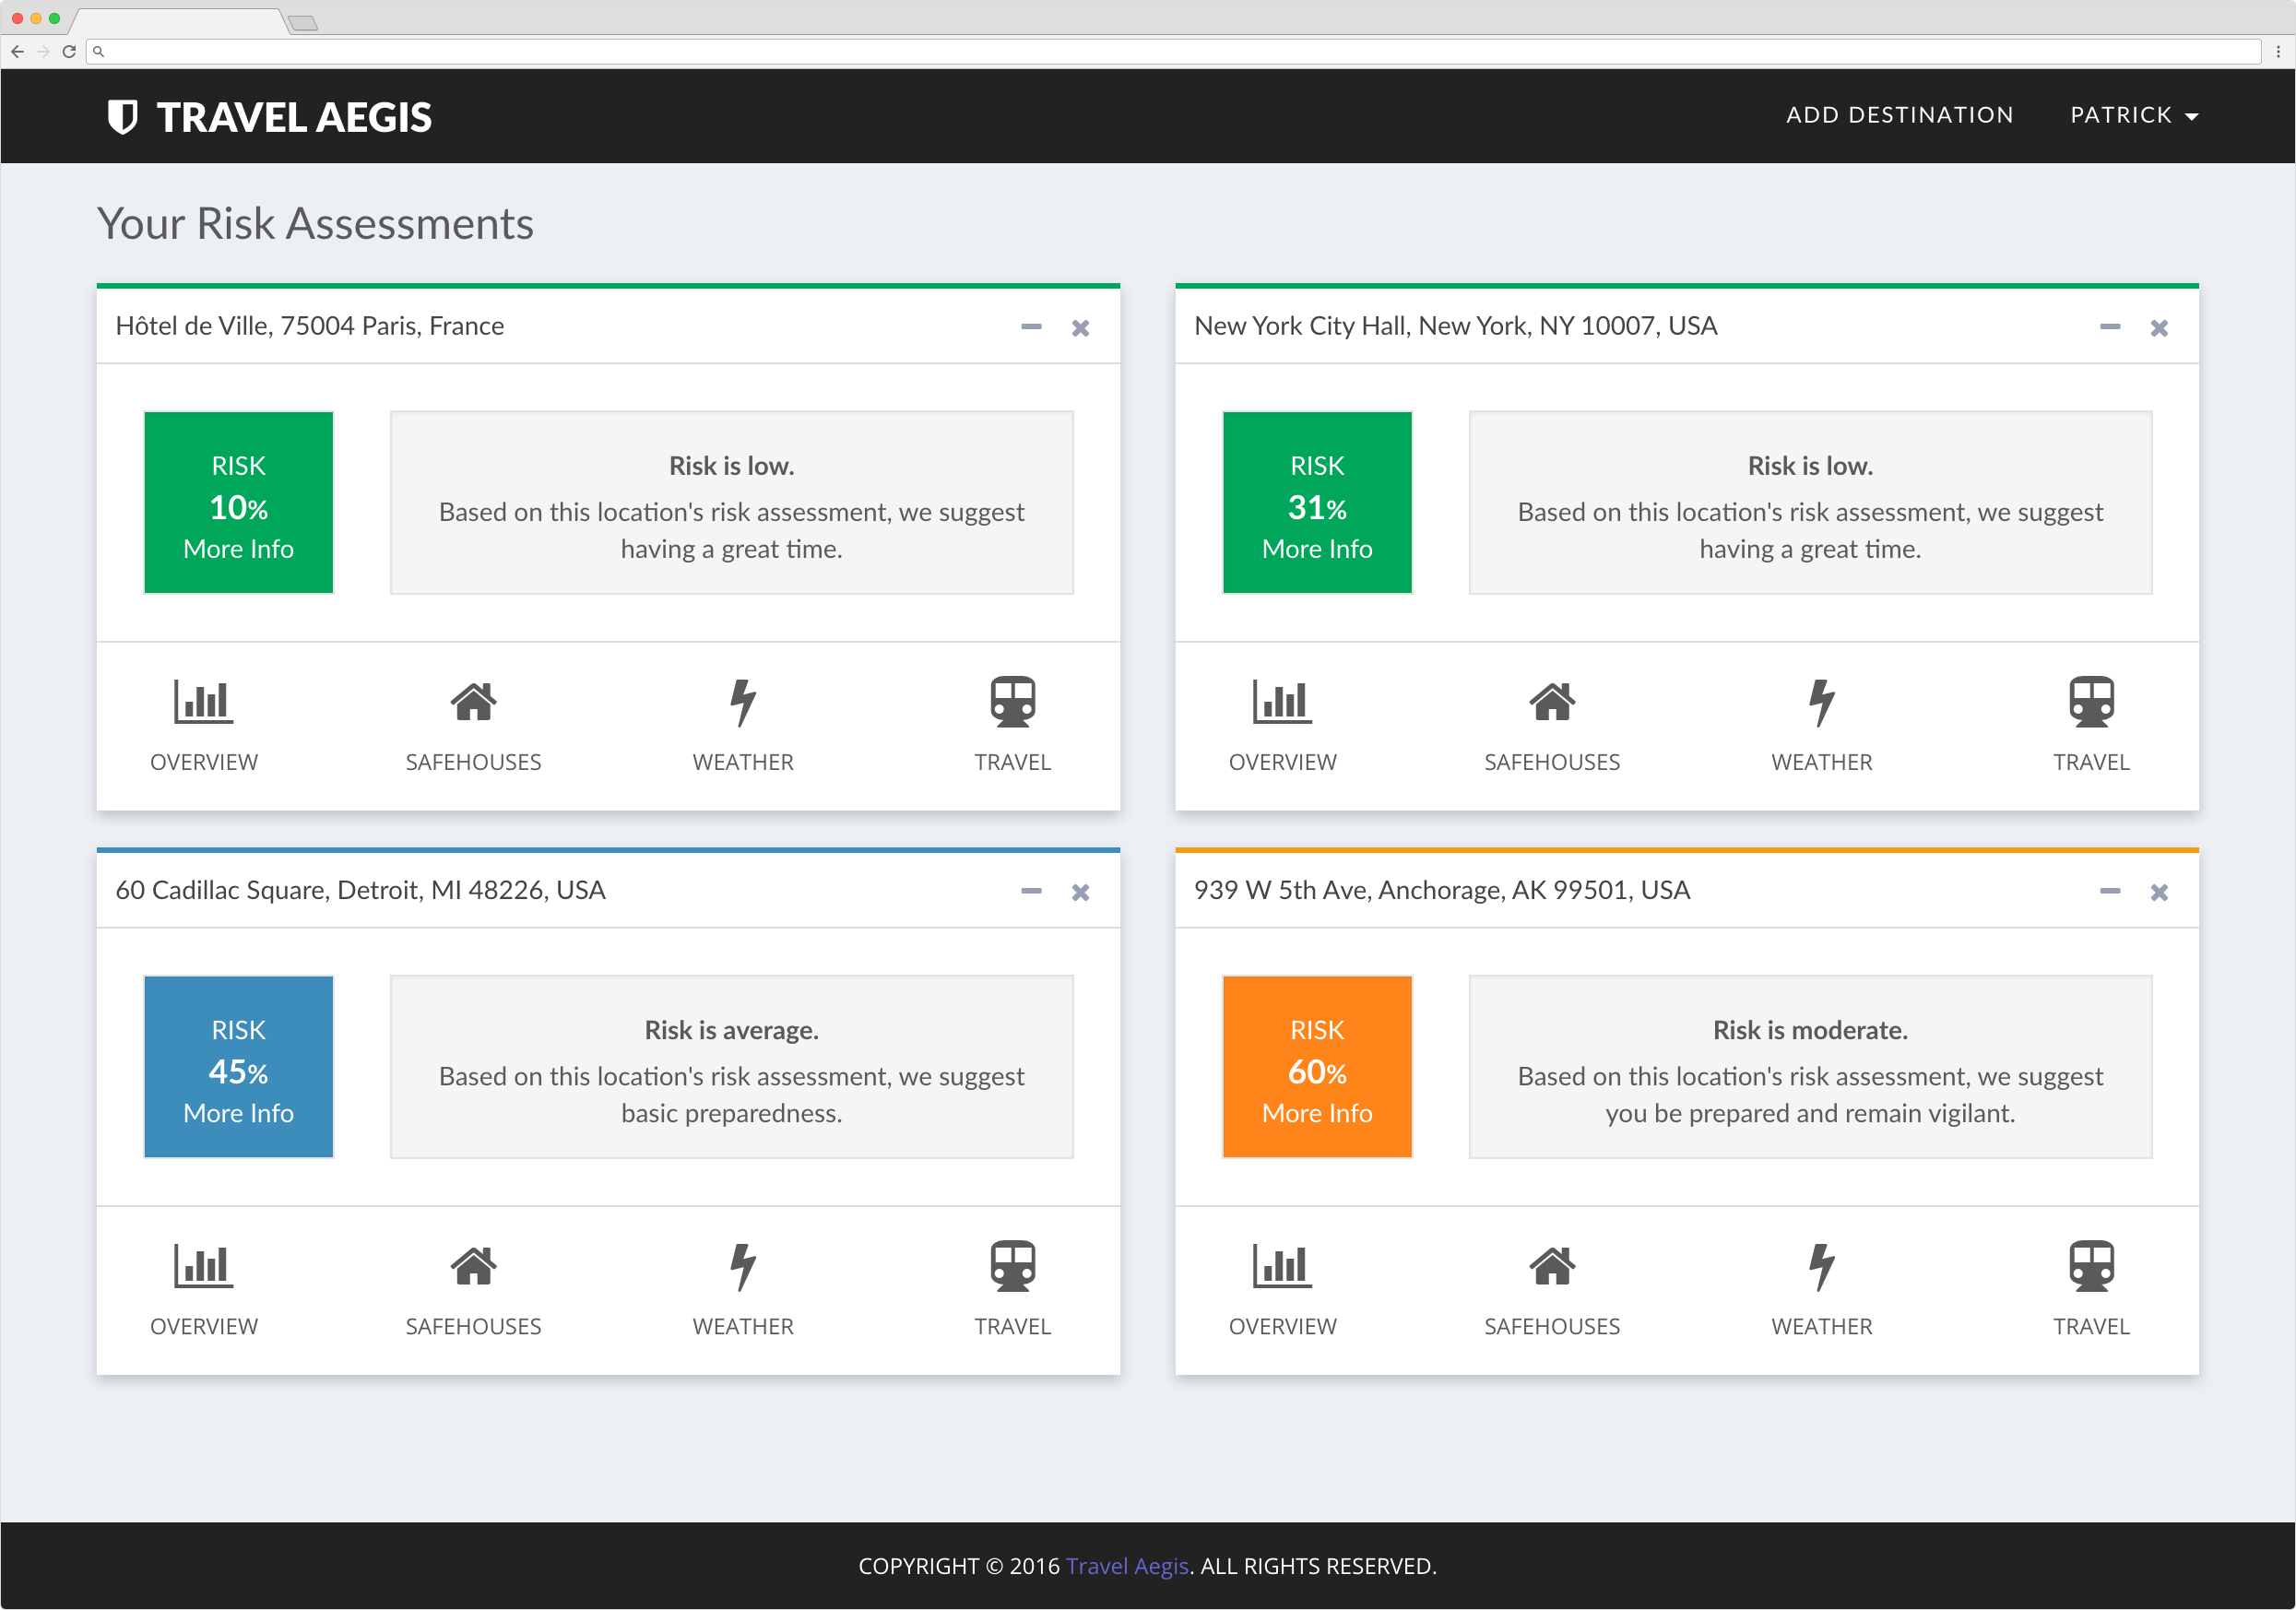 TRAVEL AEGIS
ADD DESTINATION
PATRICK
Your Risk Assessments
Hôtel de Ville, 75004 Paris, France
RISK
10%
More Info
Risk is low.
Based on this location's risk assessment, we suggest
having a great time.
OVERVIEW
SAFEHOUSES
WEATHER
TRAVEL
New York City Hall, New York, NY 10007, USA
RISK
31%
More Info
Risk is low.
Based on this location's risk assessment, we suggest
having a great time.
OVERVIEW
SAFEHOUSES
WEATHER
TRAVEL
60 Cadillac Square, Detroit, MI 48226, USA
RISK
45%
More Info
Risk is average.
Based on this location's risk assessment, we suggest
basic preparedness.
OVERVIEW
SAFEHOUSES
WEATHER
TRAVEL
939 W 5th Ave, Anchorage, AK 99501, USA
RISK
60%
More Info
Risk is moderate.
Based on this location's risk assessment, we suggest
you be prepared and remain vigilant.
OVERVIEW
SAFEHOUSES
WEATHER
TRAVEL
COPYRIGHT © 2016 Travel Aegis. ALL RIGHTS RESERVED.